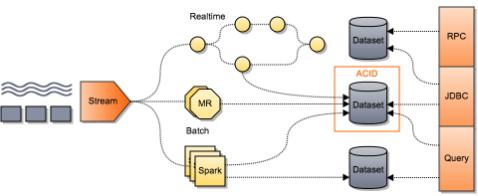 Realtime
Dataset
RPC
ACID
Stream
MR
Dataset
JDBC
Batch
Spark
Dataset
Query